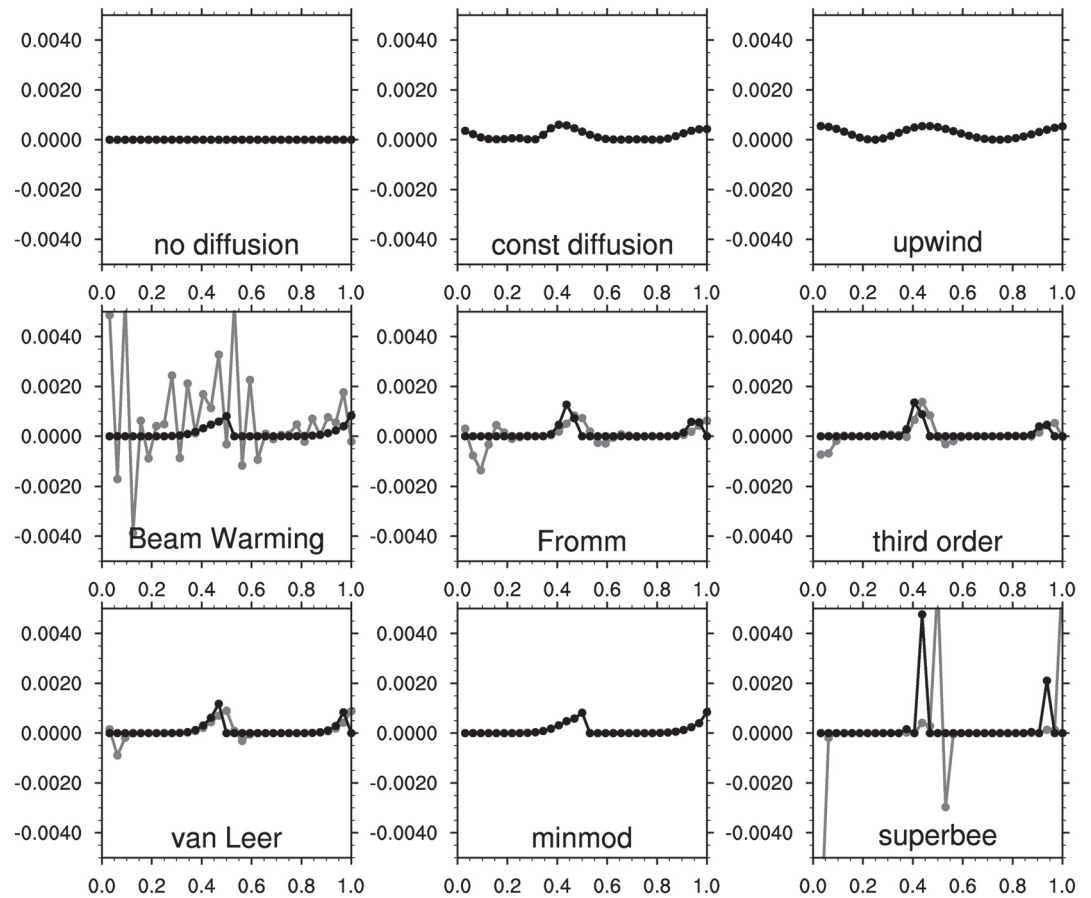 0.0040 0.0040 0.0040
0.0020 0.0020 0.0020
0.0000 0.0000 0.0000
-0.0020 -0.0020 -0.0020
-0.0040 -0.0040 -0.0040
no diffusion const diffusion upwind
0.0 0.2 0.4 0.6 0.8 1.0 0.0 0.2 0.4 0.6 0.8 1.0 0.0 0.2 0.4 0.6 0.8 1.0
0.0040 0.0040 0.0040
0.0020 0.0020 0.0020
0.0000 0.0000 0.0000
-0.0020 -0.0020 -0.0020
-0.0040 -0.0040 -0.0040
Beam Warming Fromm third order
0.0 0.2 0.4 0.6 0.8 1.0 0.0 0.2 0.4 0.6 0.8 1.0 0.0 0.2 0.4 0.6 0.8 1.0
0.0040 0.0040 0.0040
0.0020 0.0020 0.0020
0.0000 0.0000 0.0000
-0.0020 -0.0020 -0.0020
-0.0040 -0.0040 -0.0040
van Leer minmod superbee
0.0 0.2 0.4 0.6 0.8 1.0 0.0 0.2 0.4 0.6 0.8 1.0 0.0 0.2 0.4 0.6 0.8 1.0